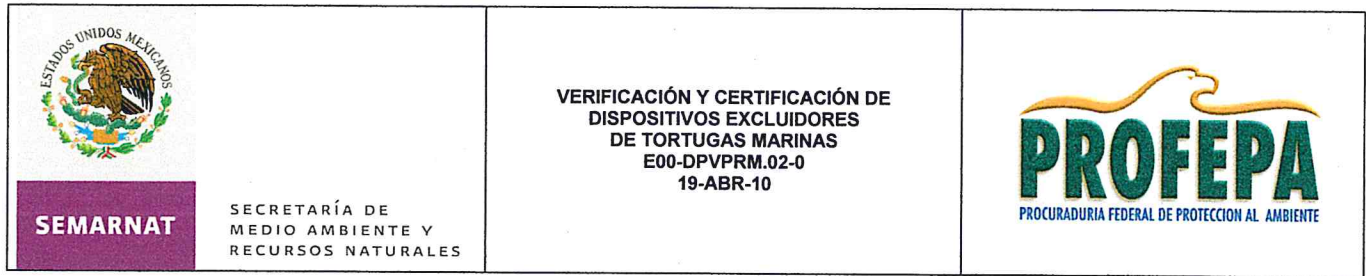 ESTADOS UNIDOS MEXICANOS
SEMARNAT
SECRETARÍA DE
MEDIO AMBIENTE Y
RECURSOS NATURALES
VERIFICACIÓN Y CERTIFICACIÓN DE
DISPOSITIVOS EXCLUIDORES
DE TORTUGAS MARINAS
E00-DPVPRM.02-0
19-ABR-10
PROFEPA
PROCURADURIA FEDERAL DE PROTECCION AL AMBIENTE